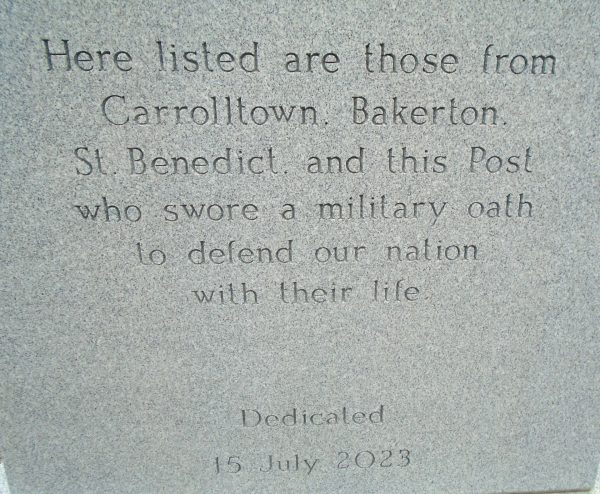 Here listed are those from
Carrolltown, Bakerton,
St. Benedict, and this Post
who swore a military oath
to defend our nation
with their life.
Dedicated
15 July 2023